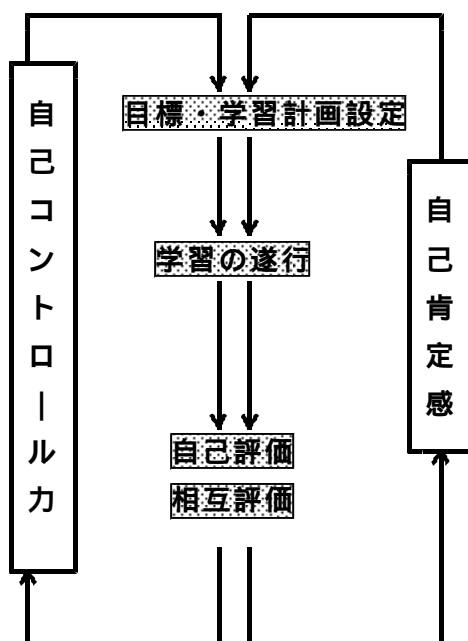 自己コントロール力
目標・学習計画設定
学習の遂行
自己評価
相互評価
自己肯定感